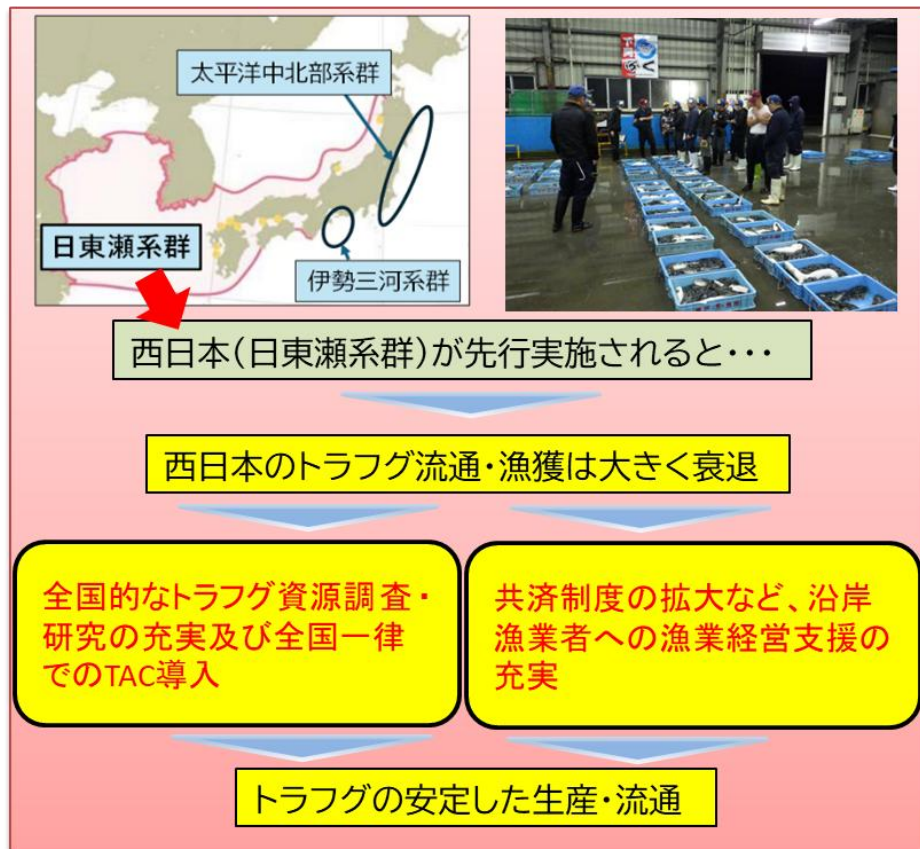 太平洋中北部系群
日東瀬系群
伊勢三河系群
西日本(日東瀬系群)が先行実施されると・・・
西日本のトラフグ流通・漁獲は大きく衰退
全国的なトラフグ資源調査・
研究の充実及び全国一律
でのTAC導入
共済制度の拡大など、沿岸
漁業者への漁業経営支援の
充実
トラフグの安定した生産・流通